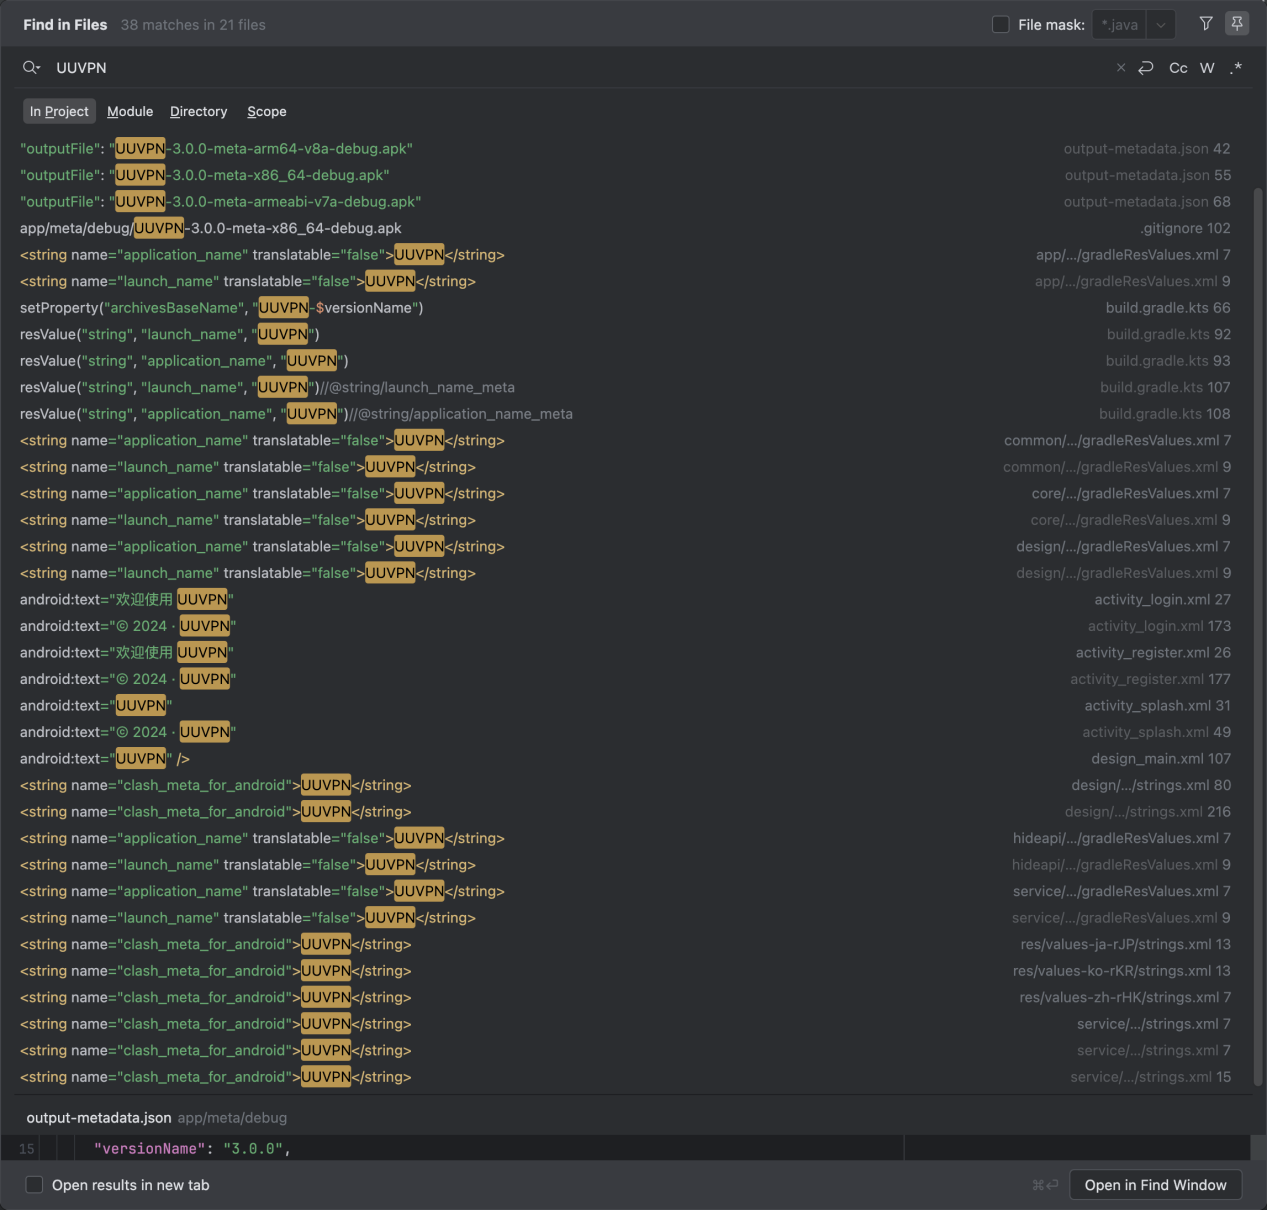 Find in Files 38 matches in 21 files File mask: *.java
UUVPN Cc W .*
In Project Module Directory Scope
"outputFile": "UUVPN-3.0.0-meta-arm64-v8a-debug.apk" output-metadata.json 42
"outputFile": "UUVPN-3.0.0-meta-x86_64-debug.apk" output-metadata.json 55
"outputFile": "UUVPN-3.0.0-meta-armeabi-v7a-debug.apk" output-metadata.json 68
app/meta/debug/UUVPN-3.0.0-meta-x86_64-debug.apk .gitignore 102
<string name="application_name" translatable="false">UUVPN</string> app/.../gradleResValues.xml 7
<string name="launch_name" translatable="false">UUVPN</string> app/.../gradleResValues.xml 9
setProperty("archivesBaseName", "UUVPN-$versionName") build.gradle.kts 66
resValue("string", "launch_name", "UUVPN") build.gradle.kts 92
resValue("string", "application_name", "UUVPN") build.gradle.kts 93
resValue("string", "launch_name", "UUVPN")//@string/launch_name_meta build.gradle.kts 107
resValue("string", "application_name", "UUVPN")//@string/application_name_meta build.gradle.kts 108
<string name="application_name" translatable="false">UUVPN</string> common/.../gradleResValues.xml 7
<string name="launch_name" translatable="false">UUVPN</string> common/.../gradleResValues.xml 9
<string name="application_name" translatable="false">UUVPN</string> core/.../gradleResValues.xml 7
<string name="launch_name" translatable="false">UUVPN</string> core/.../gradleResValues.xml 9
<string name="application_name" translatable="false">UUVPN</string> design/.../gradleResValues.xml 7
<string name="launch_name" translatable="false">UUVPN</string> design/.../gradleResValues.xml 9
android:text="欢迎使用 UUVPN" activity_login.xml 27
android:text="© 2024 · UUVPN" activity_login.xml 173
android:text="欢迎使用 UUVPN" activity_register.xml 26
android:text="© 2024 · UUVPN" activity_register.xml 177
android:text="UUVPN" activity_splash.xml 31
android:text="© 2024 · UUVPN" activity_splash.xml 49
android:text="UUVPN" /> design_main.xml 107
<string name="clash_meta_for_android">UUVPN</string> design/.../strings.xml 80
<string name="clash_meta_for_android">UUVPN</string> design/.../strings.xml 216
<string name="application_name" translatable="false">UUVPN</string> hideapi/.../gradleResValues.xml 7
<string name="launch_name" translatable="false">UUVPN</string> hideapi/.../gradleResValues.xml 9
<string name="application_name" translatable="false">UUVPN</string> service/.../gradleResValues.xml 7
<string name="launch_name" translatable="false">UUVPN</string> service/.../gradleResValues.xml 9
<string name="clash_meta_for_android">UUVPN</string> res/values-ja-rJP/strings.xml 13
<string name="clash_meta_for_android">UUVPN</string> res/values-ko-rKR/strings.xml 13
<string name="clash_meta_for_android">UUVPN</string> res/values-zh-rHK/strings.xml 7
<string name="clash_meta_for_android">UUVPN</string> service/.../strings.xml 7
<string name="clash_meta_for_android">UUVPN</string> service/.../strings.xml 7
<string name="clash_meta_for_android">UUVPN</string> service/.../strings.xml 15
output-metadata.json app/meta/debug
15 "versionName": "3.0.0",
Open results in new tab ⌘⏎ Open in Find Window